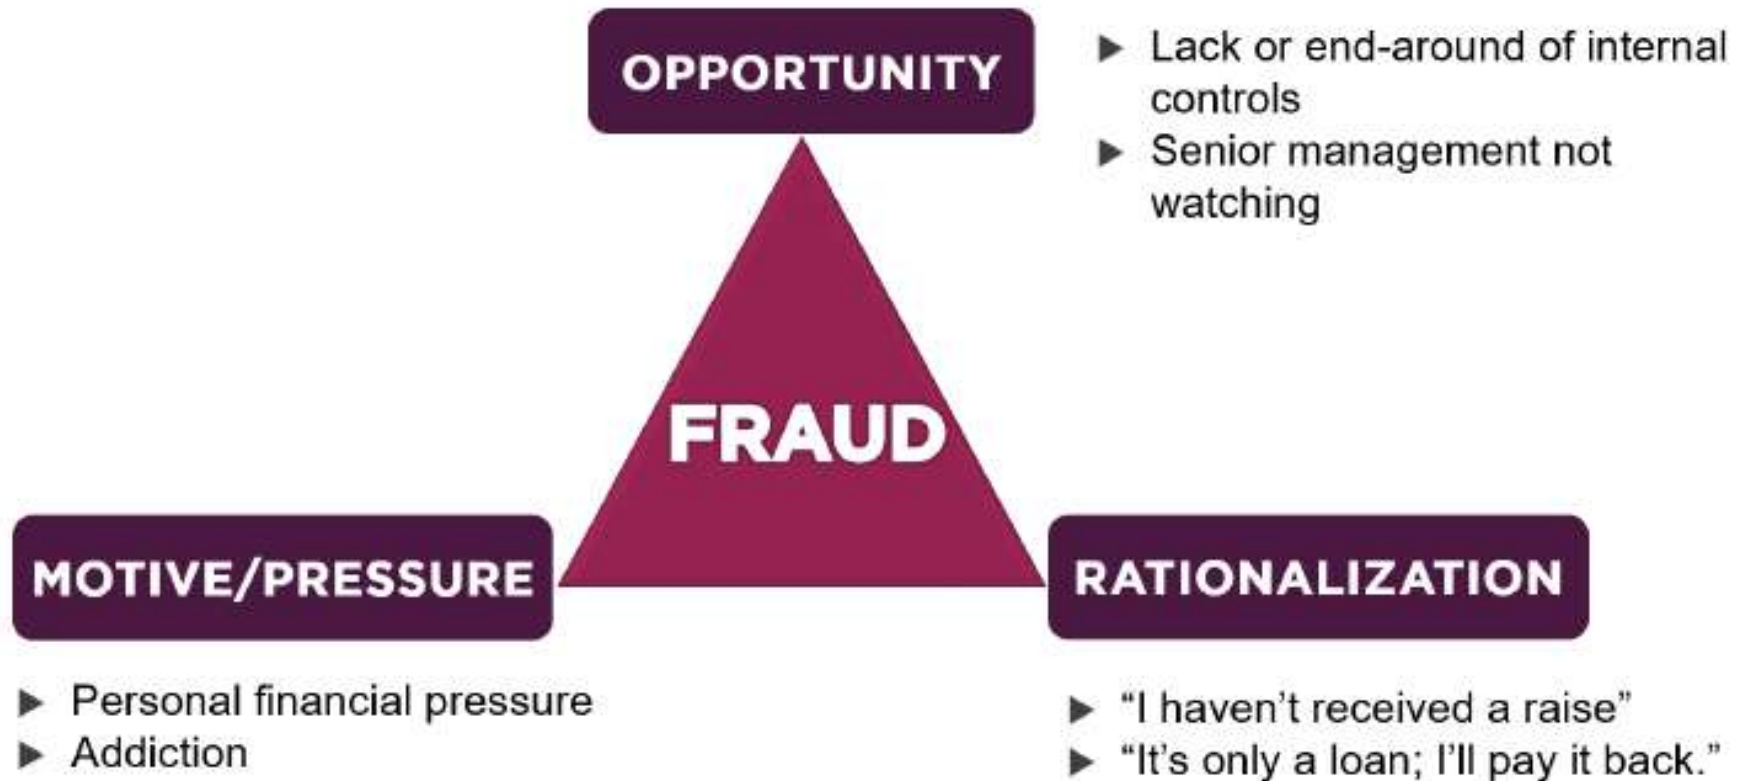 OPPORTUNITY
► Lack or end-around of internal
controls
► Senior management not
watching
FRAUD
MOTIVE/PRESSURE
► Personal financial pressure
► Addiction
RATIONALIZATION
► “I haven’t received a raise”
► “It’s only a loan; I’ll pay it back.”